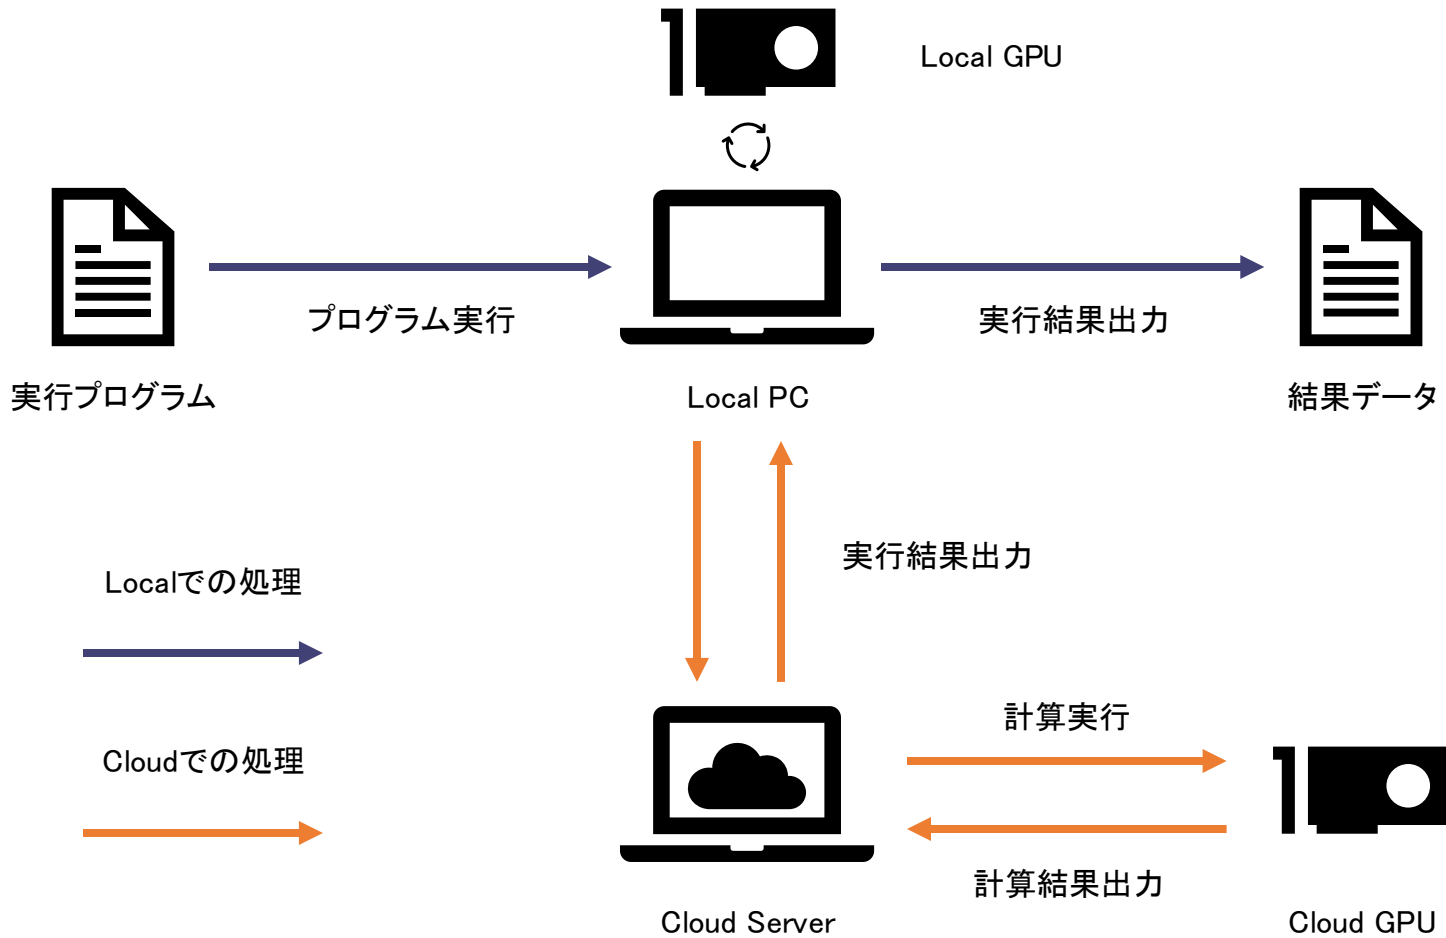 Local GPU
プログラム実行
実行結果出力
実行プログラム
Local PC
結果データ
実行結果出力
Localでの処理
計算実行
Cloudでの処理
計算結果出力
Cloud Server
Cloud GPU